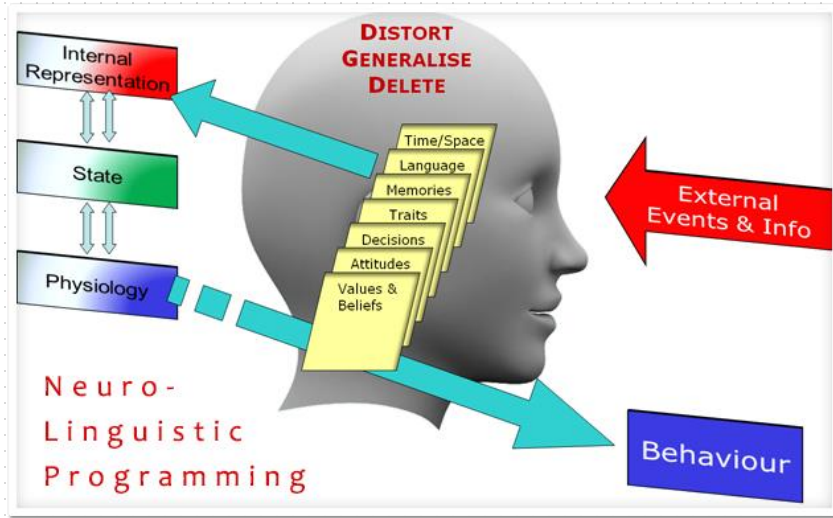 DISTORT
GENERALISE
DELETE
Internal
Representation
State
Physiology
Time/Space
Language
Memories
Traits
Decisions
Attitudes
Values &
Beliefs
External
Events & Info
Behaviour
Neuro-
Linguistic
Programming